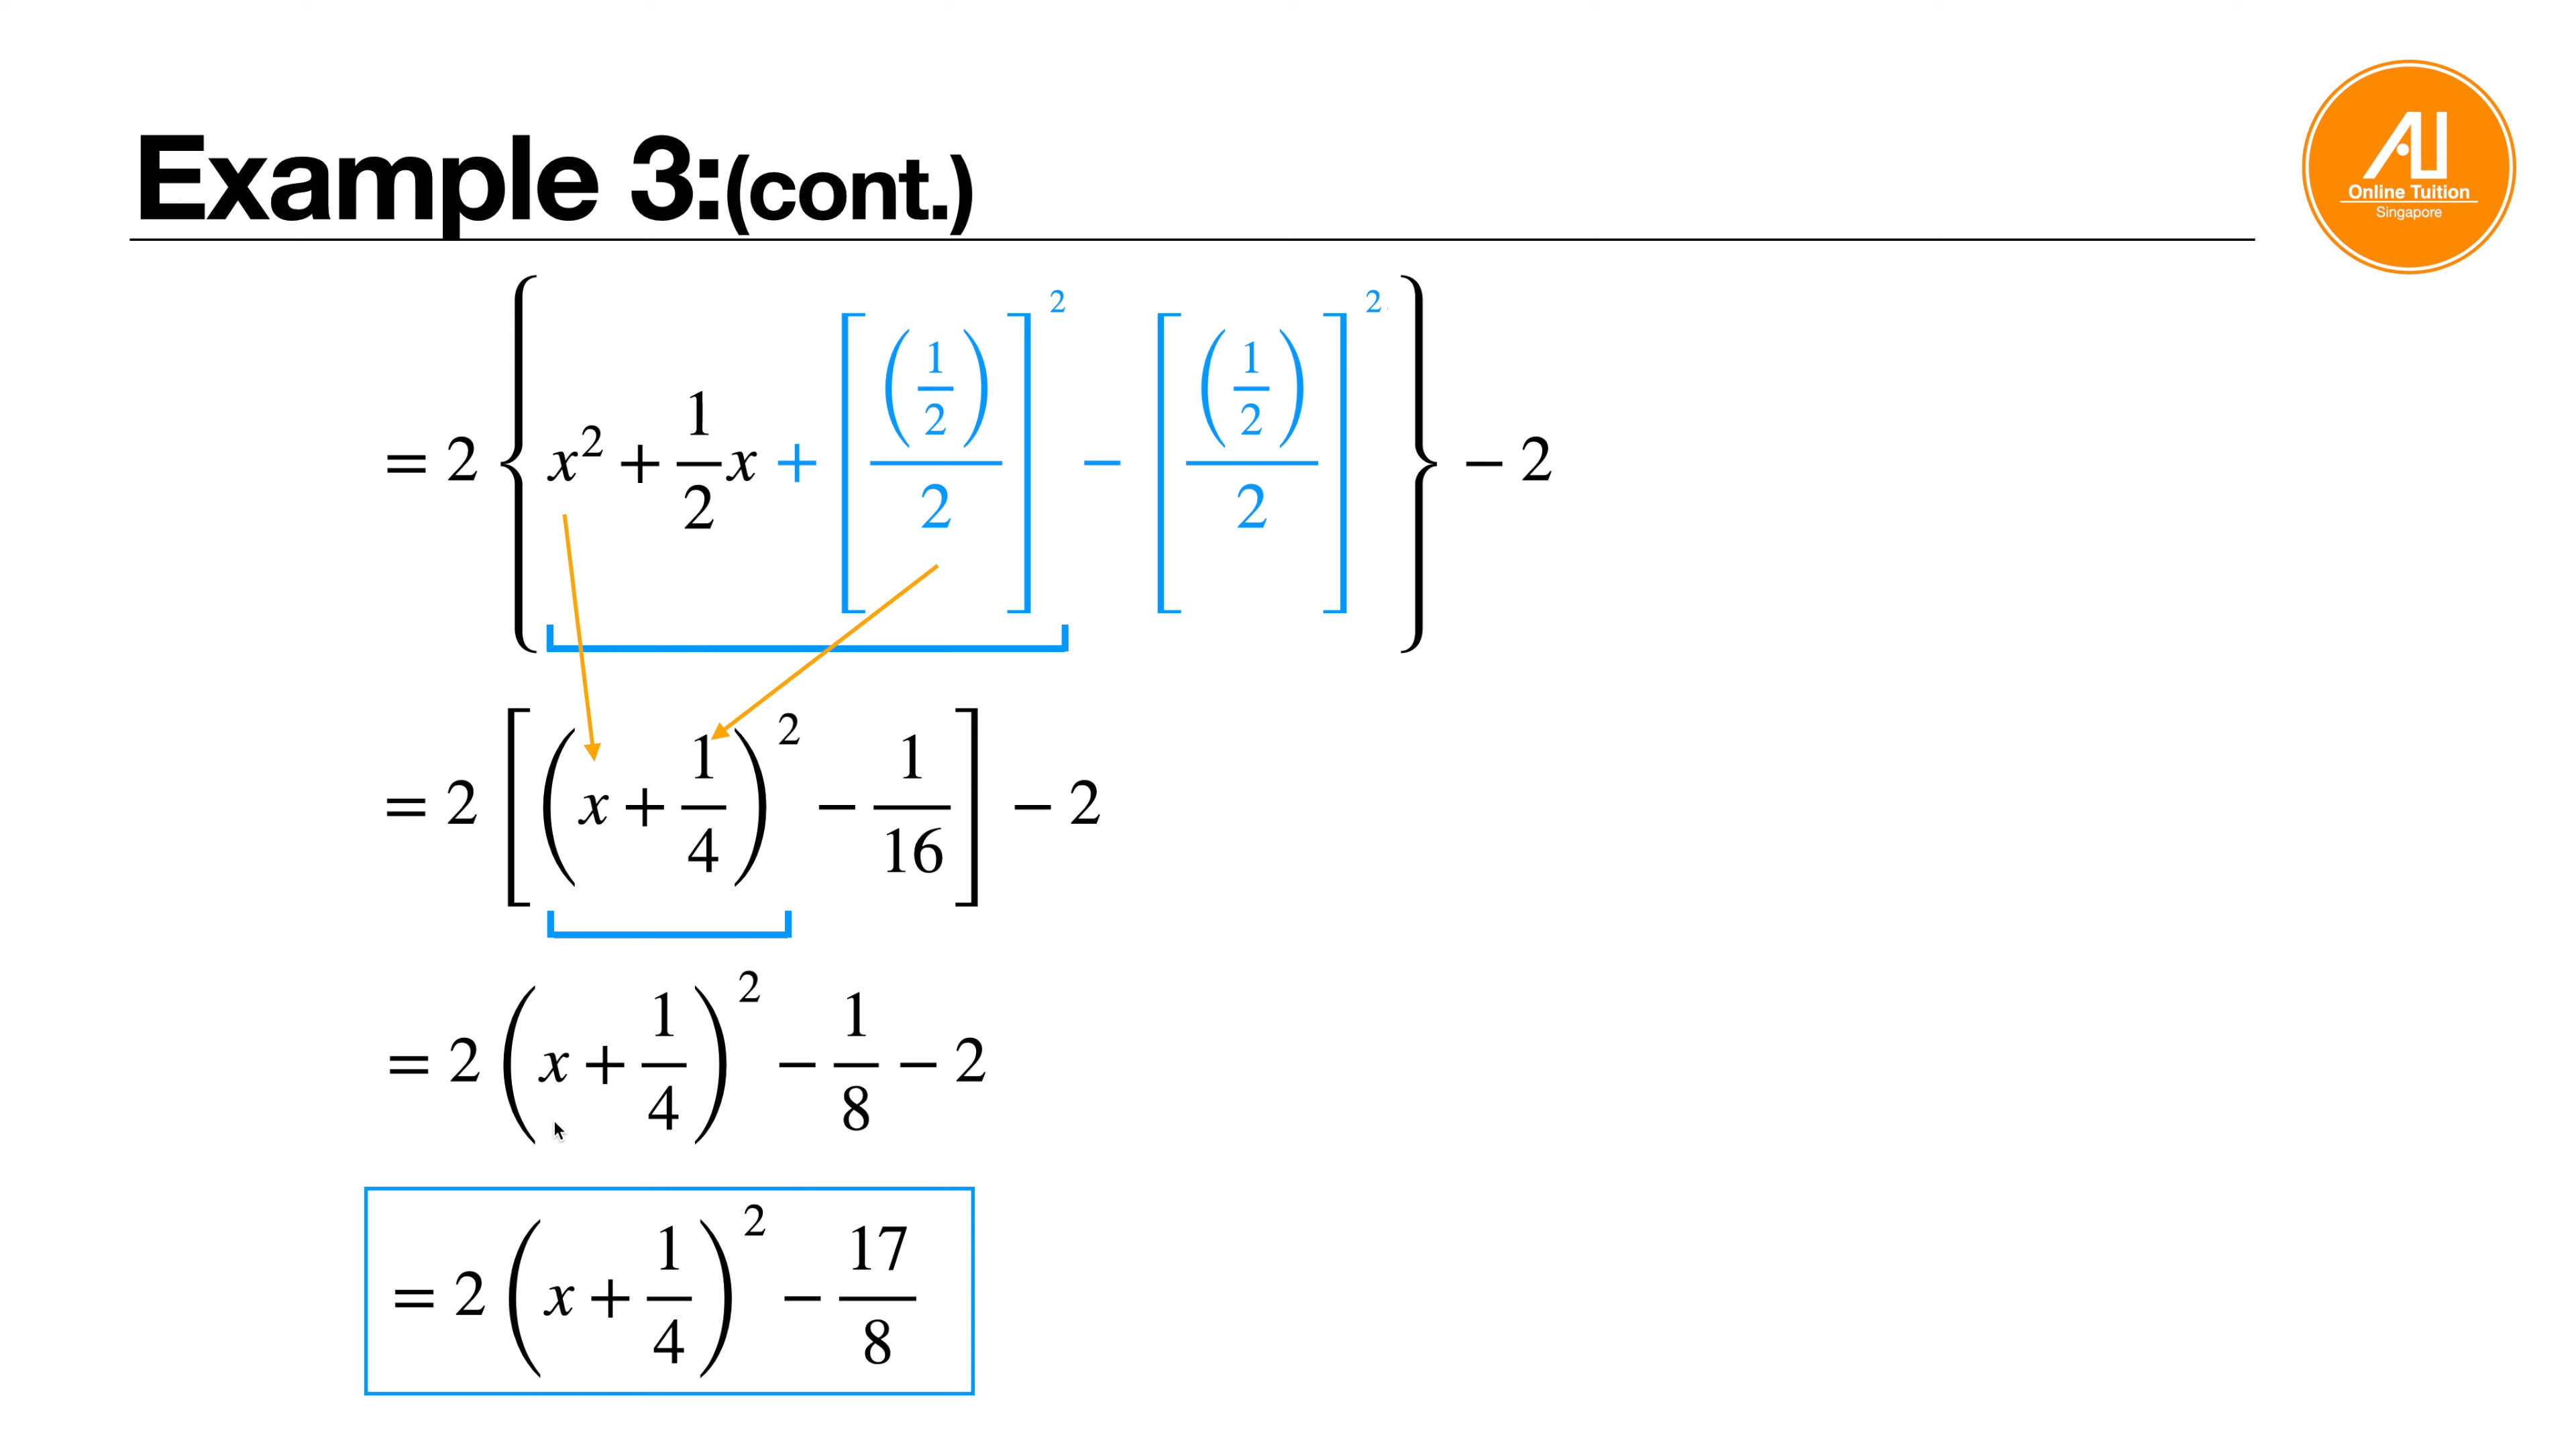 Example 3:(cont.)
AU
Online Tuition
Singapore
= 2 { x² + 1/2 x + [ (1/2) / 2 ]² − [ (1/2) / 2 ]² } − 2
= 2 [ ( x + 1/4 )² − 1/16 ] − 2
= 2 ( x + 1/4 )² − 1/8 − 2
= 2 ( x + 1/4 )² − 17/8